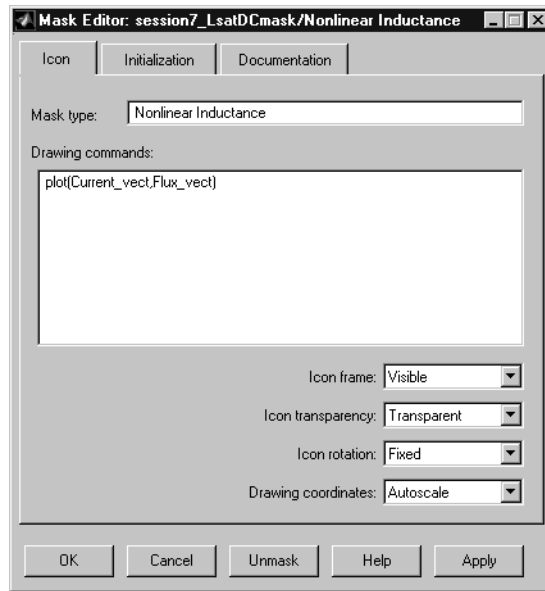 Mask Editor: session7_LsatDCmask/Nonlinear Inductance
Icon Initialization Documentation
Mask type: Nonlinear Inductance
Drawing commands:
plot(Current_vect,Flux_vect)
Icon frame: Visible
Icon transparency: Transparent
Icon rotation: Fixed
Drawing coordinates: Autoscale
OK Cancel Unmask Help Apply